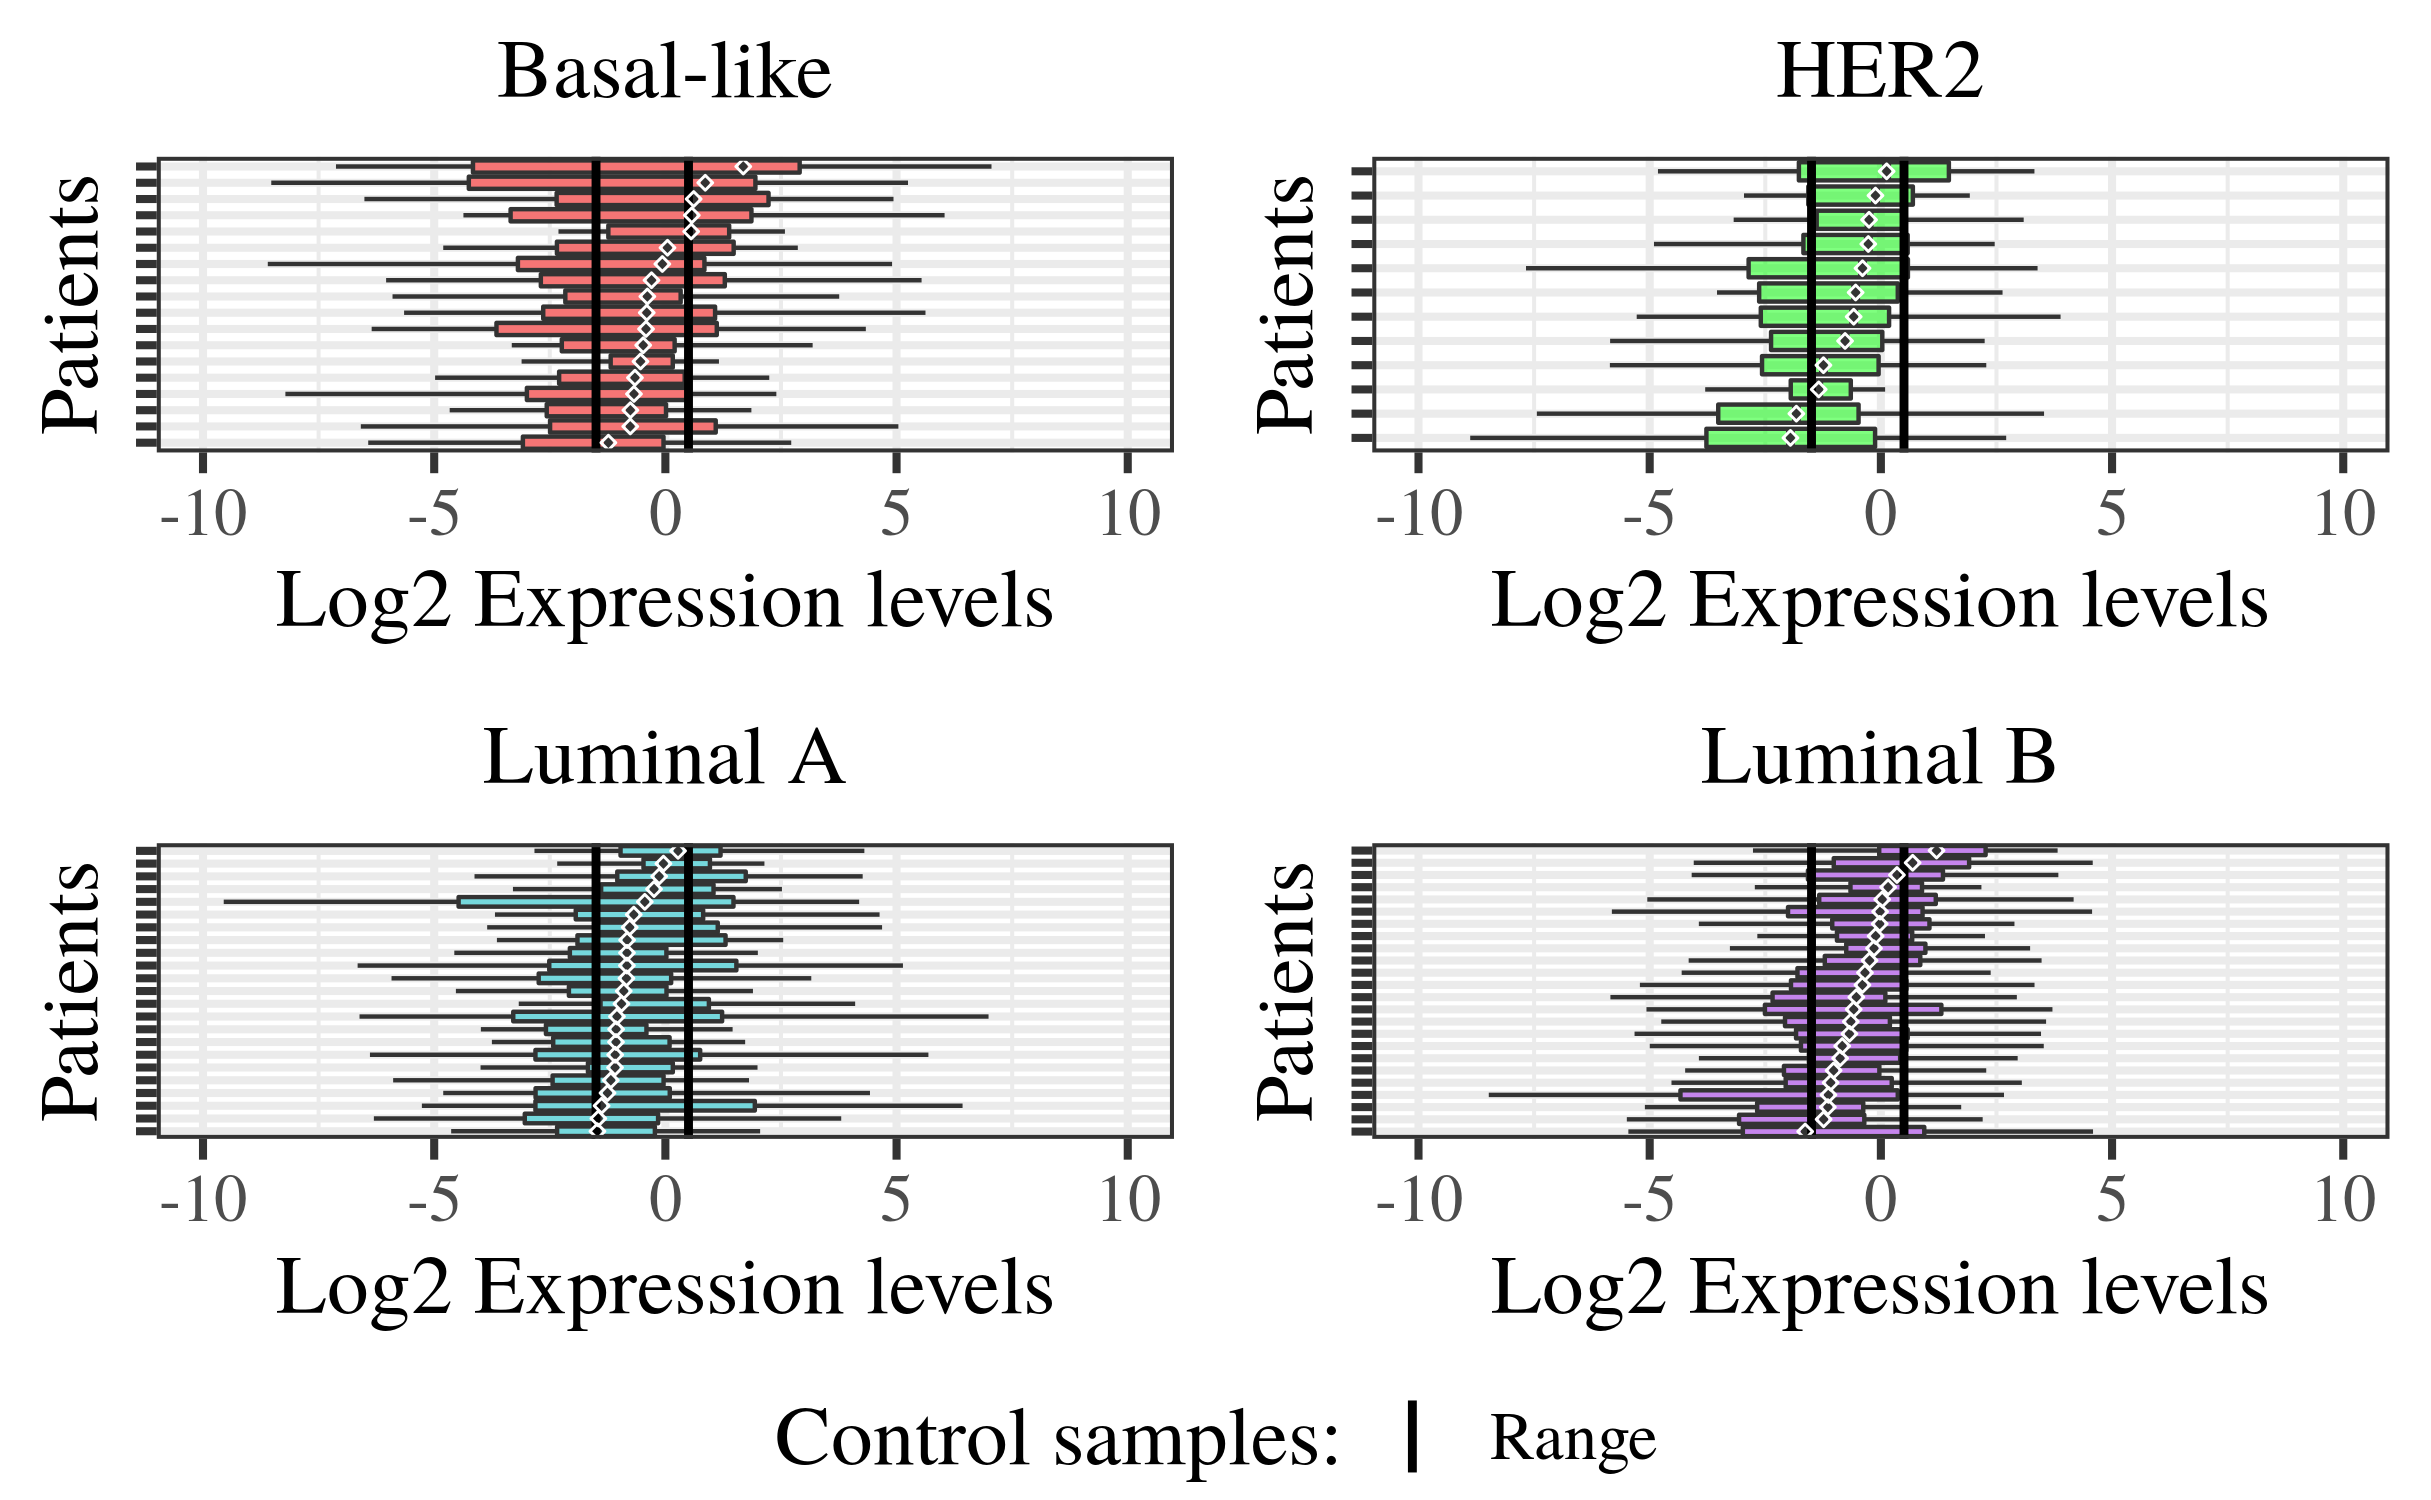 Basal-like
HER2
Patients
Patients
-10 -5 0 5 10
-10 -5 0 5 10
Log2 Expression levels
Log2 Expression levels
Luminal A
Luminal B
Patients
Patients
-10 -5 0 5 10
-10 -5 0 5 10
Log2 Expression levels
Log2 Expression levels
Control samples: Range